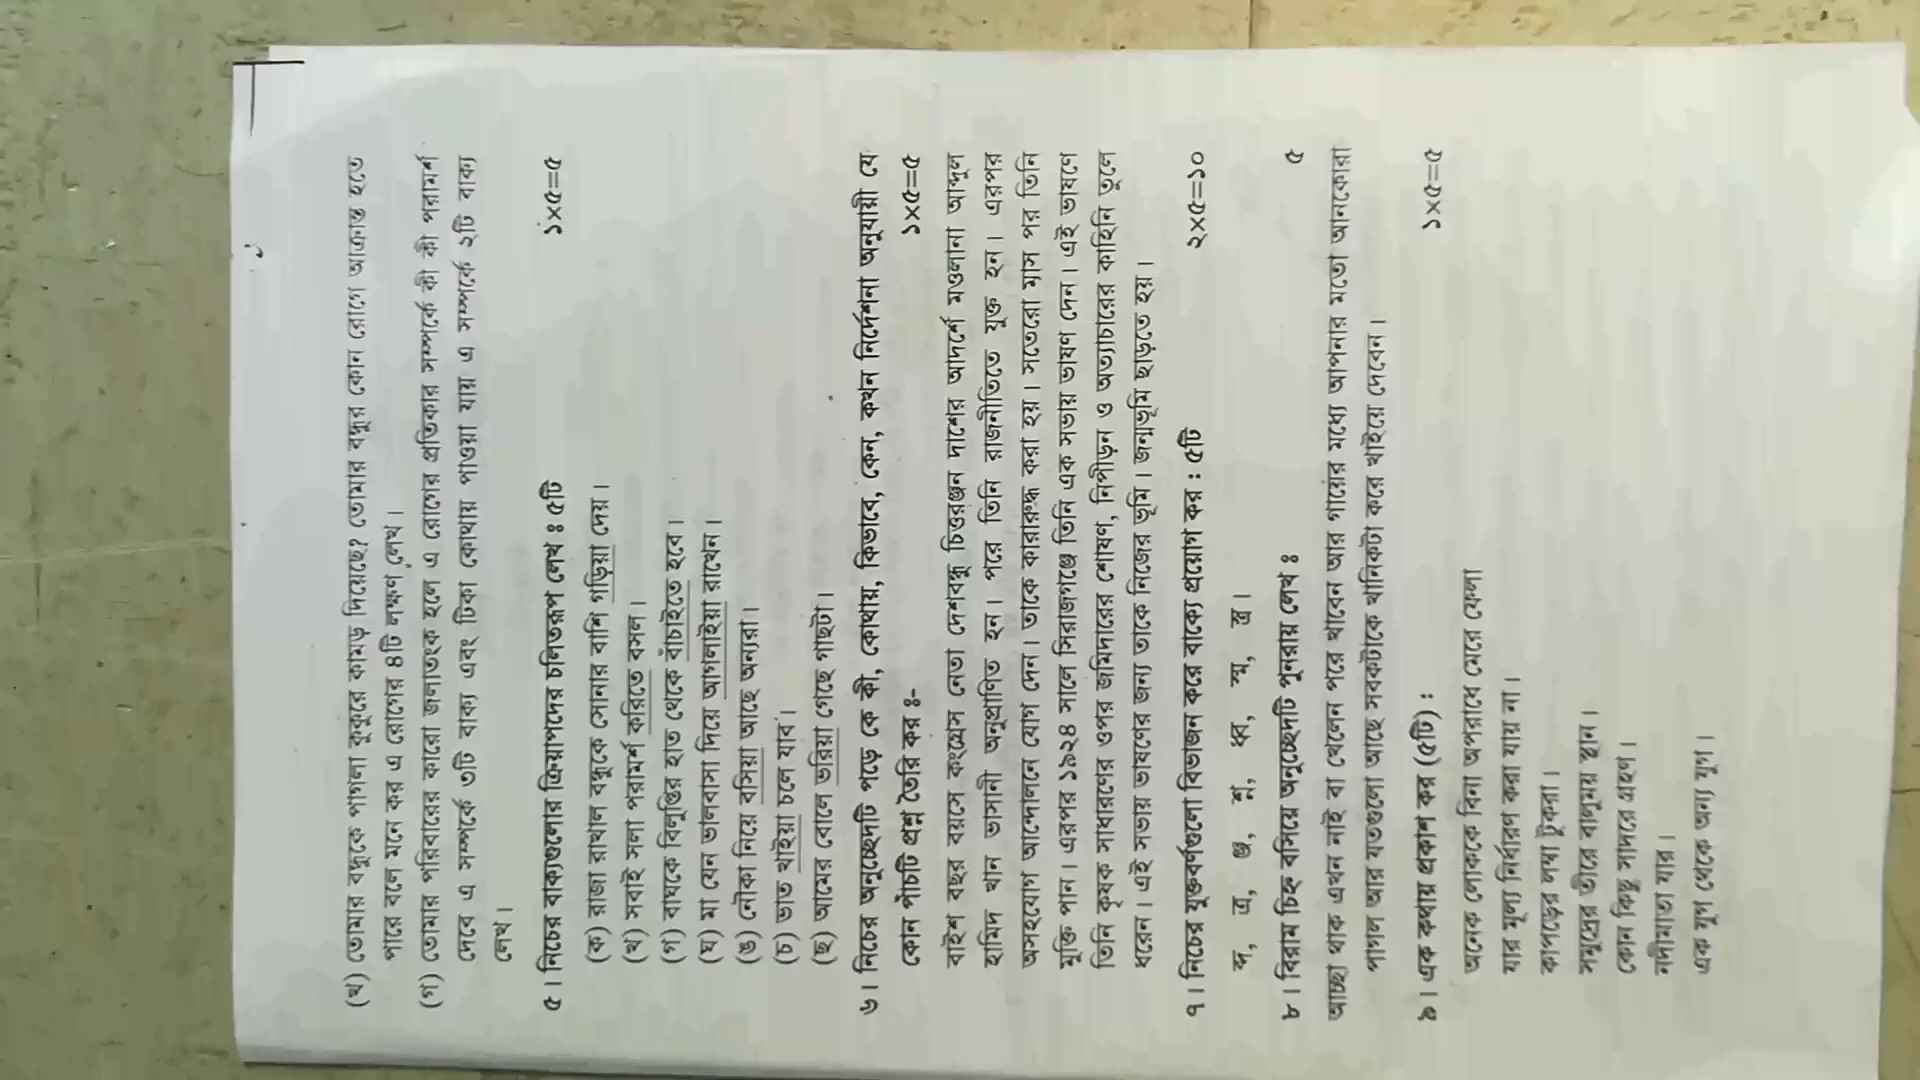 (খ) তোমার বন্ধুকে পাগলা কুকুরে কামড় দিয়েছে? তোমার বন্ধুর কোন রোগে আক্রান্ত হতে
পারে বলে মনে কর এ রোগের ৪টি লক্ষণ লেখ।
(গ) তোমার পরিবারের কারো জলাতংক হলে এ রোগের প্রতিকার সম্পর্কে কী কী পরামর্শ
দেবে এ সম্পর্কে ৩টি বাক্য এবং টিকা কোথায় পাওয়া যায় এ সম্পর্কে ২টি বাক্য
লেখ।
৫। নিচের বাক্যগুলোর ক্রিয়াপদের চলিতরূপ লেখ ঃ ৫টি ১×৫=৫
(ক) রাজা রাখাল বন্ধুকে সোনার বাঁশি গড়িয়া দেয়।
(খ) সবাই সলা পরামর্শ করিতে বসল।
(গ) বাঘকে বিলুপ্তির হাত থেকে বাঁচাইতে হবে।
(ঘ) মা যেন ভালবাসা দিয়ে আগলাইয়া রাখেন।
(ঙ) নৌকা নিয়ে বসিয়া আছে অন্যরা।
(চ) ভাত খাইয়া চলে যাব।
(ছ) আমের বোলে ভরিয়া গেছে গাছটা।
৬। নিচের অনুচ্ছেদটি পড়ে কে কী, কোথায়, কিভাবে, কেন, কখন নির্দেশনা অনুযায়ী যে
কোন পাঁচটি প্রশ্ন তৈরি কর ঃ- ১×৫=৫
বাইশ বছর বয়সে কংগ্রেস নেতা দেশবন্ধু চিত্তরঞ্জন দাশের আদর্শে মওলানা আব্দুল
হামিদ খান ভাসানী অনুপ্রাণিত হন। পরে তিনি রাজনীতিতে যুক্ত হন। এরপর
অসহযোগ আন্দোলনে যোগ দেন। তাকে কারারুদ্ধ করা হয়। সতেরো মাস পর তিনি
মুক্তি পান। এরপর ১৯২৪ সালে সিরাজগঞ্জে তিনি এক সভায় ভাষণ দেন। এই ভাষণে
তিনি কৃষক সাধারণের ওপর জমিদারের শোষণ, নিপীড়ন ও অত্যাচারের কাহিনি তুলে
ধরেন। এই সভায় ভাষণের জন্য তাকে নিজের ভূমি। জন্মভূমি ছাড়তে হয়।
৭। নিচের যুক্তবর্ণগুলো বিভাজন করে বাক্যে প্রয়োগ কর : ৫টি ২×৫=১০
ব্দ, ত্র, জ্ঞ, শ্ন, ধ্ব, স্ম, স্ত্র।
৮। বিরাম চিহ্ন বসিয়ে অনুচ্ছেদটি পুনরায় লেখ ঃ ৫
আচ্ছা থাক এখন নাই বা খেলেন পরে খাবেন আর গায়ের মধ্যে আপনার মতো আনকোরা
পাগল আর যতগুলো আছে সবকটাকে খানিকটা করে খাইয়ে দেবেন।
৯। এক কথায় প্রকাশ কর (৫টি) : ১×৫=৫
অনেক লোককে বিনা অপরাধে মেরে ফেলা
যার মূল্য নির্ধারণ করা যায় না।
কাপড়ের লম্বা টুকরা।
সমুদ্রের তীরে বালুময় স্থান।
কোন কিছু সাদরে গ্রহণ।
নদীমাতা যার।
এক যুগ থেকে অন্য যুগ।